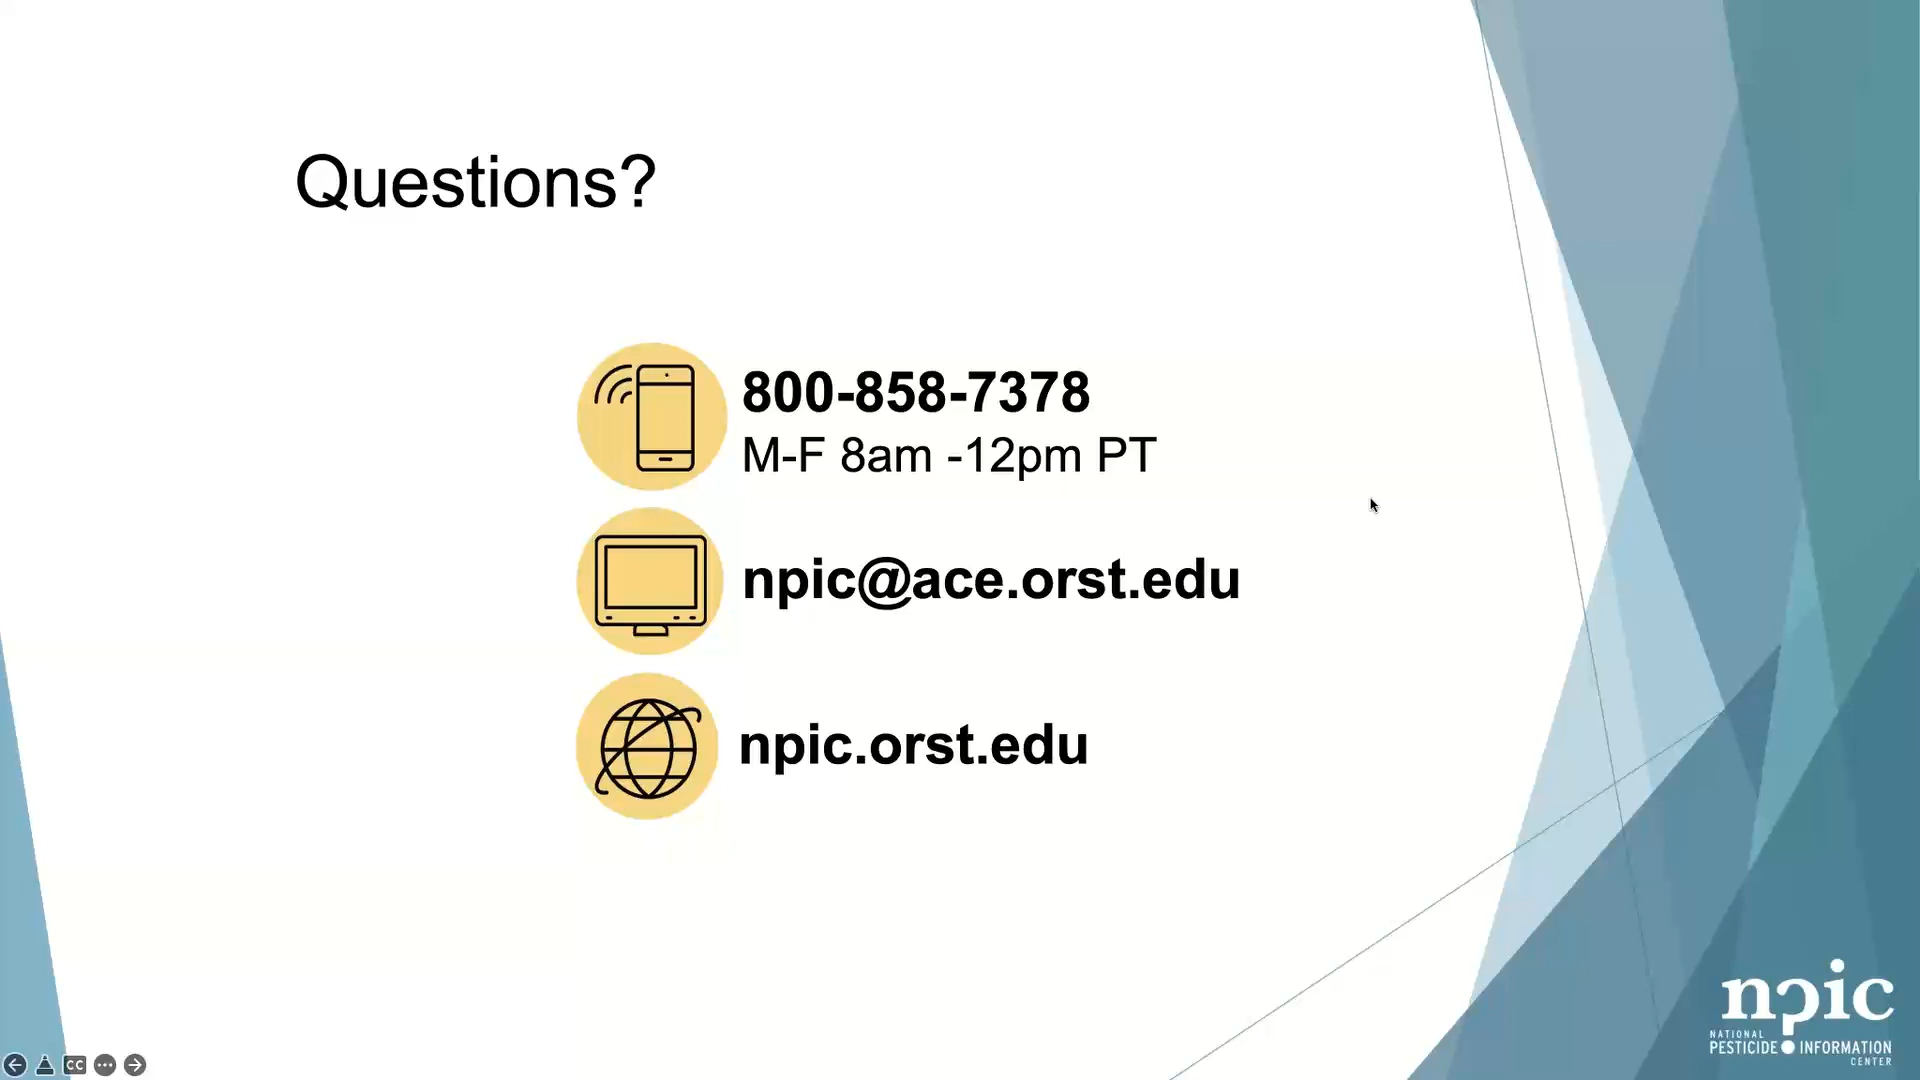 Questions?
800-858-7378
M-F 8am -12pm PT
npic@ace.orst.edu
npic.orst.edu
npic
NATIONAL
PESTICIDE INFORMATION
CENTER
CC